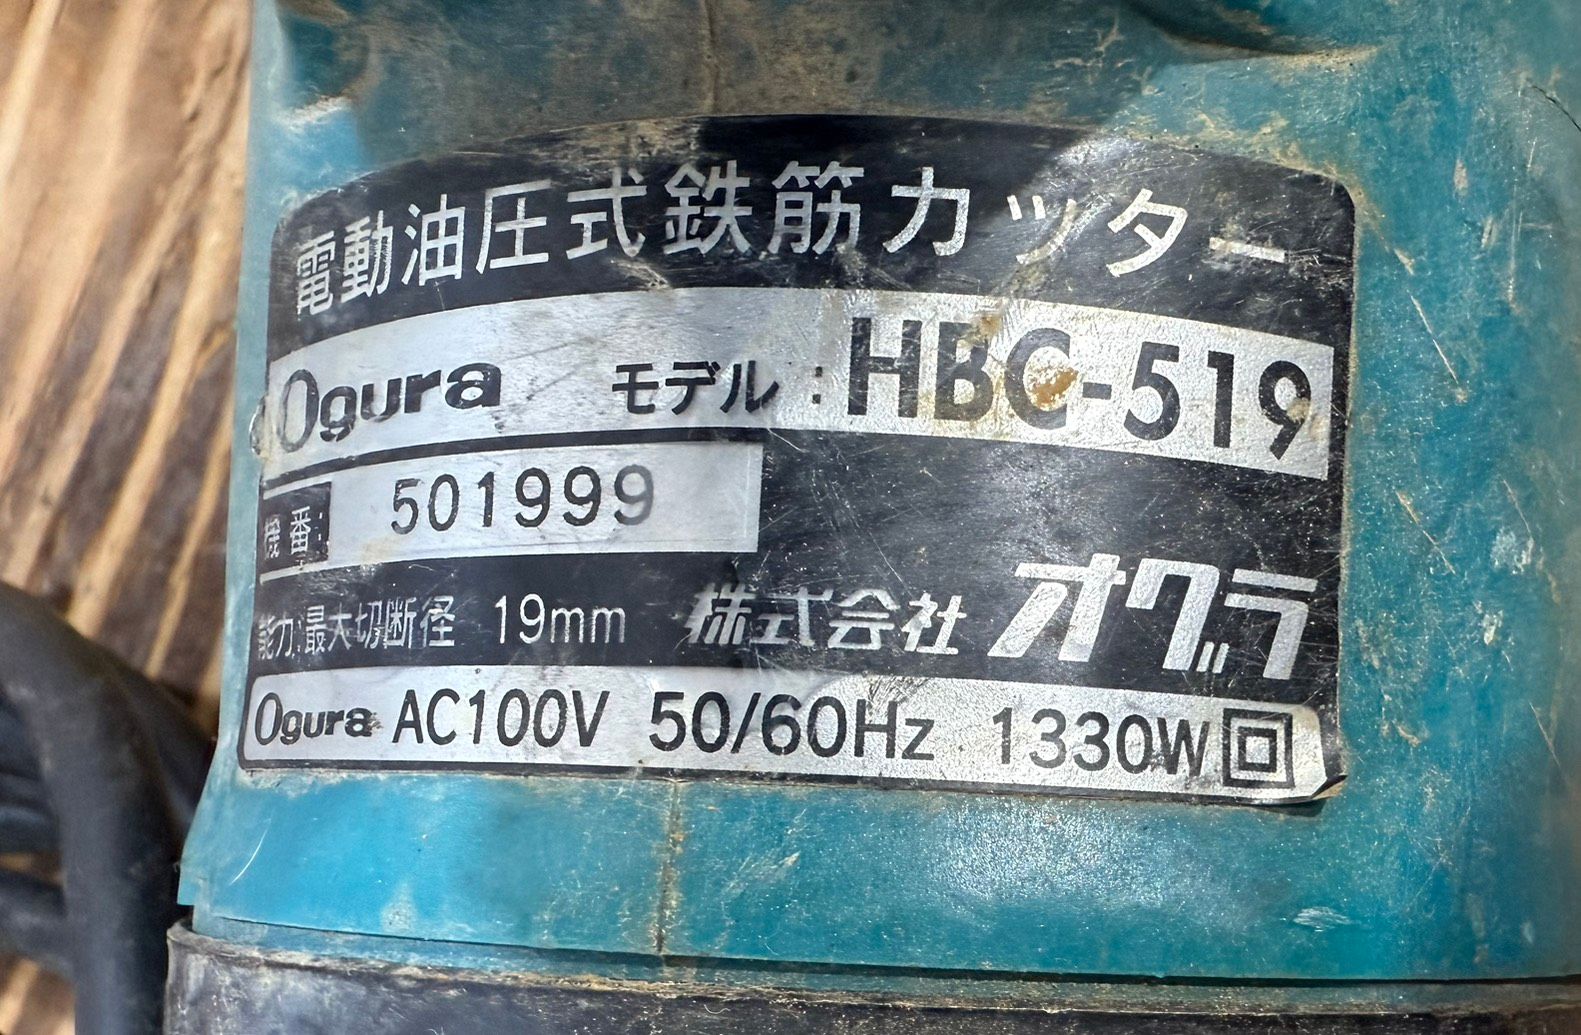 電動油圧式鉄筋カッター
Ogura モデル:HBC-519
機番: 501999
能力:最大切断径 19mm 株式会社オグラ
Ogura AC100V 50/60Hz 1330W